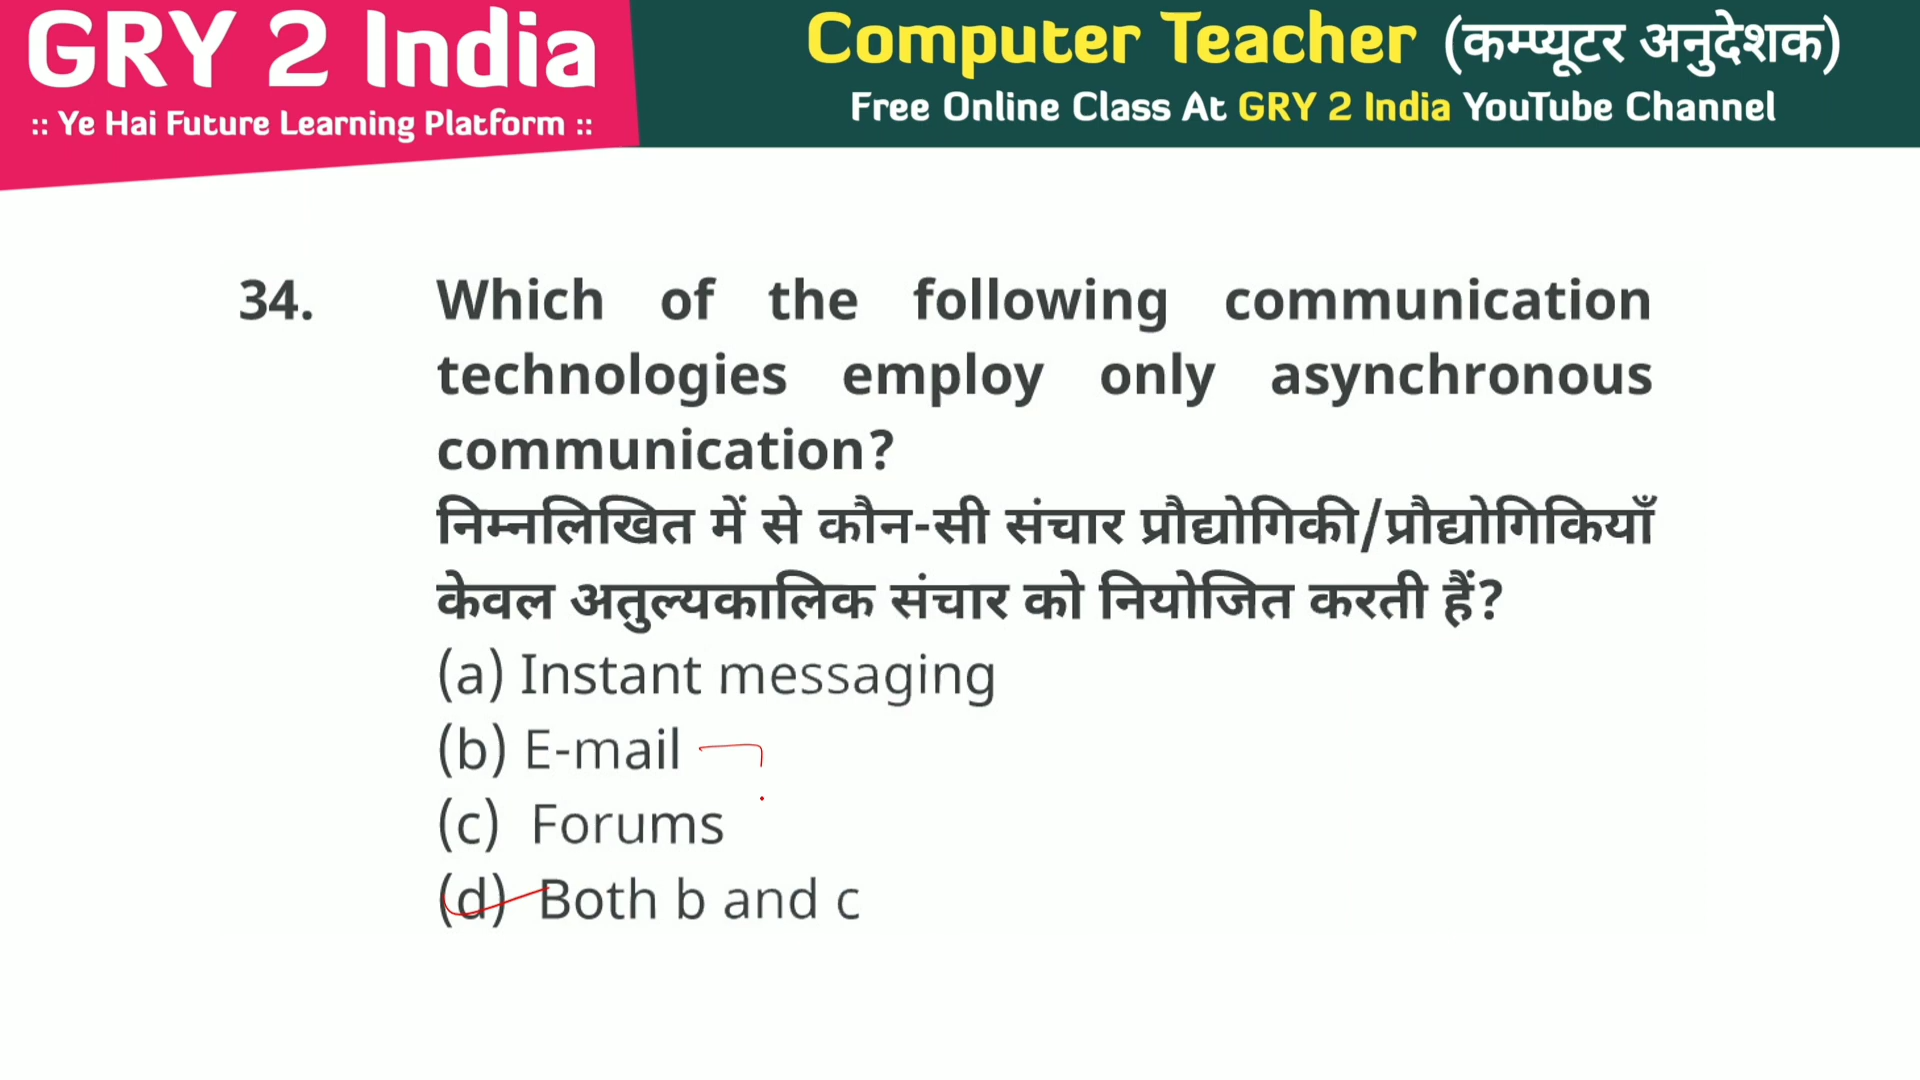 GRY 2 India
:: Ye Hai Future Learning Platform ::
Computer Teacher (कम्प्यूटर अनुदेशक)
Free Online Class At GRY 2 India YouTube Channel
34. Which of the following communication
technologies employ only asynchronous
communication?
निम्नलिखित में से कौन-सी संचार प्रौद्योगिकी/प्रौद्योगिकियाँ
केवल अतुल्यकालिक संचार को नियोजित करती हैं?
(a) Instant messaging
(b) E-mail
(c) Forums
(d) Both b and c